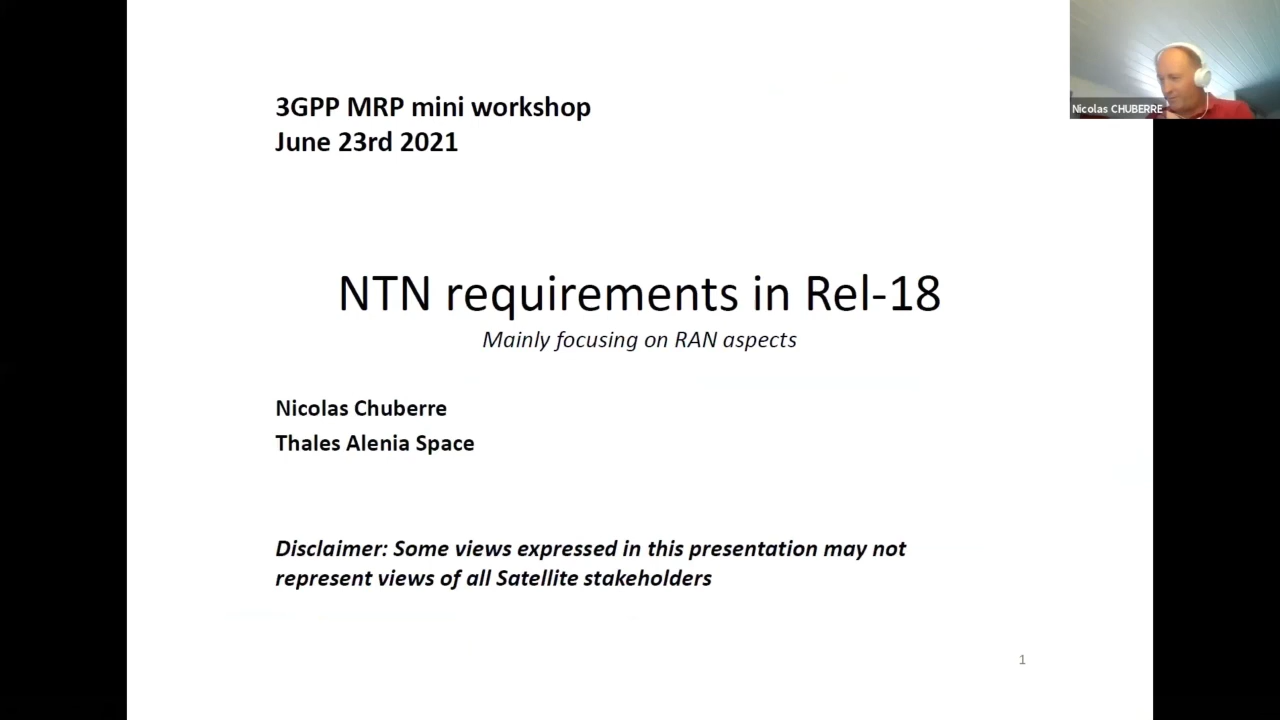 3GPP MRP mini workshop
June 23rd 2021
Nicolas CHUBERRE
NTN requirements in Rel-18
Mainly focusing on RAN aspects
Nicolas Chuberre
Thales Alenia Space
Disclaimer: Some views expressed in this presentation may not
represent views of all Satellite stakeholders
1